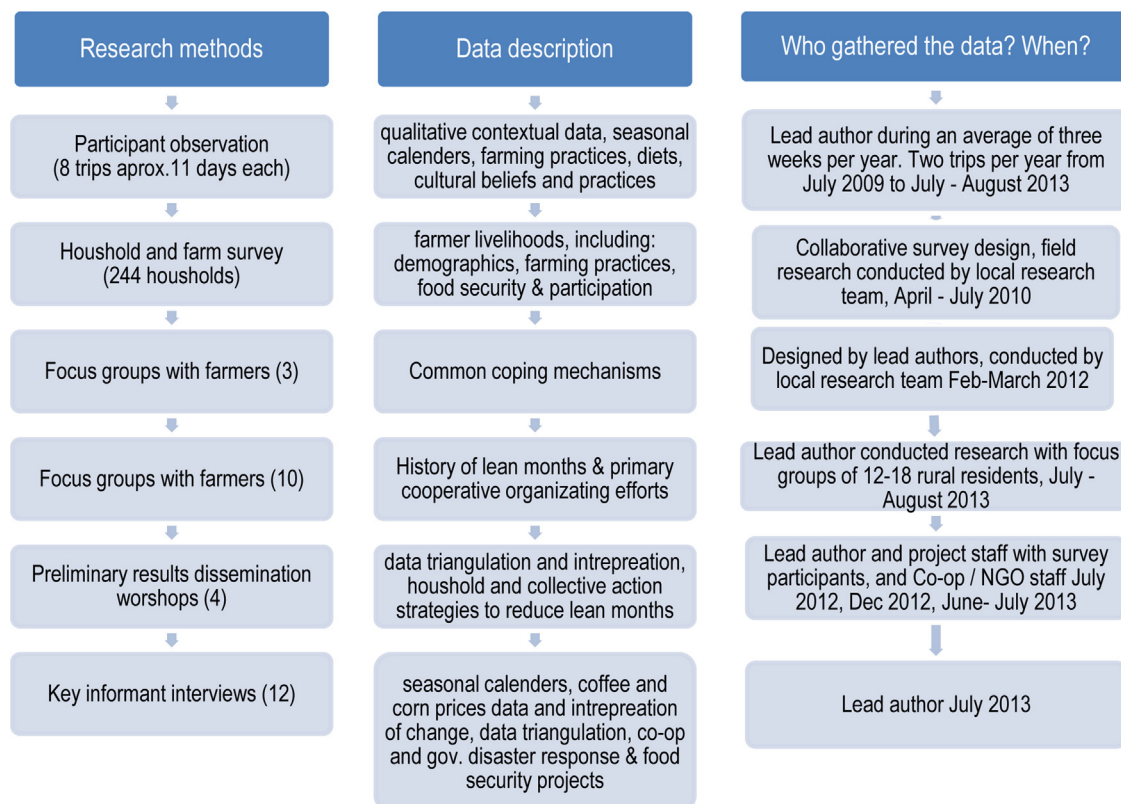 Research methods
Participant observation
(8 trips aprox.11 days each)
Houshold and farm survey
(244 housholds)
Focus groups with farmers (3)
Focus groups with farmers (10)
Preliminary results dissemination
worshops (4)
Key informant interviews (12)
Data description
qualitative contextual data, seasonal
calenders, farming practices, diets,
cultural beliefs and practices
farmer livelihoods, including:
demographics, farming practices,
food security & participation
Common coping mechanisms
History of lean months & primary
cooperative organizating efforts
data triangulation and intrepreation,
houshold and collective action
strategies to reduce lean months
seasonal calenders, coffee and
corn prices data and intrepreation
of change, data triangulation, co-op
and gov. disaster response & food
security projects
Who gathered the data? When?
Lead author during an average of three
weeks per year. Two trips per year from
July 2009 to July - August 2013
Collaborative survey design, field
research conducted by local research
team, April - July 2010
Designed by lead authors, conducted by
local research team Feb-March 2012
Lead author conducted research with focus
groups of 12-18 rural residents, July -
August 2013
Lead author and project staff with survey
participants, and Co-op / NGO staff July
2012, Dec 2012, June- July 2013
Lead author July 2013